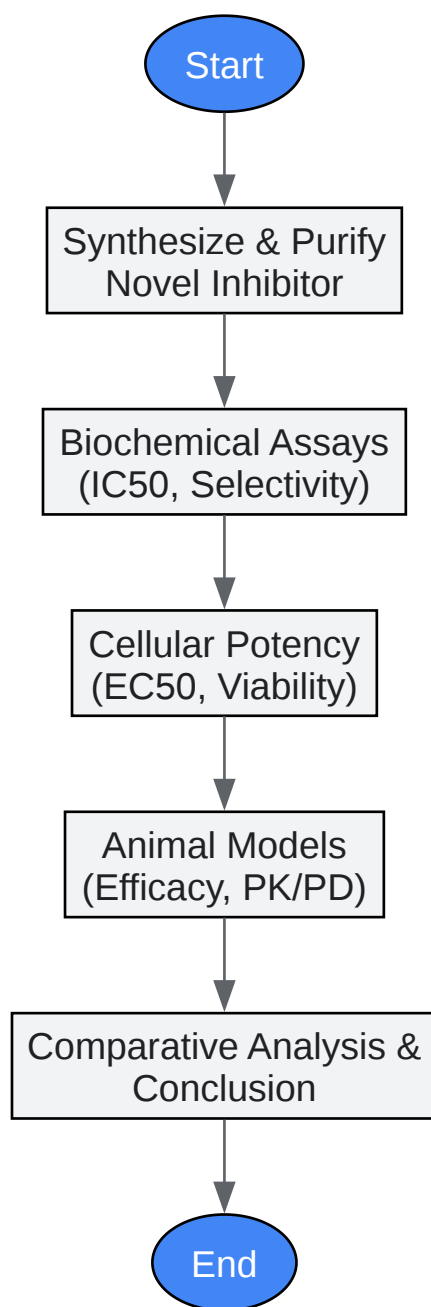 Start
Synthesize & Purify
Novel Inhibitor
Biochemical Assays
(IC50, Selectivity)
Cellular Potency
(EC50, Viability)
Animal Models
(Efficacy, PK/PD)
Comparative Analysis &
Conclusion
End